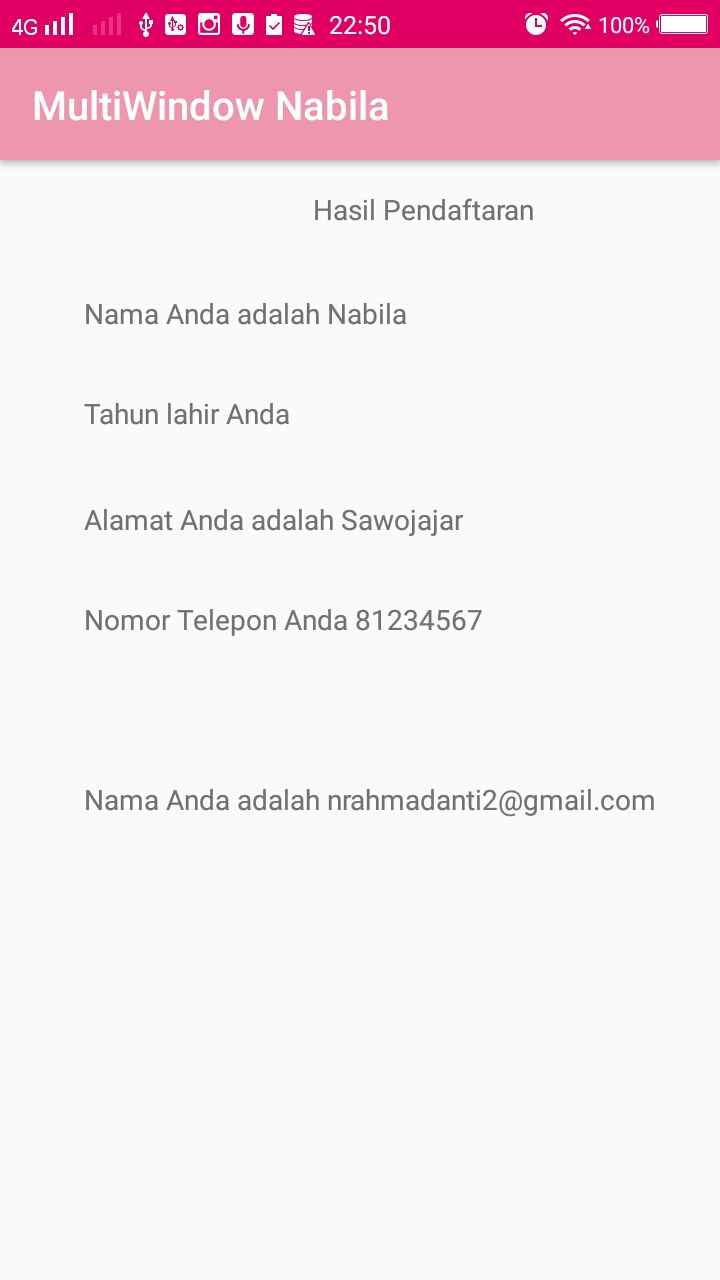 4G 22:50 100%
MultiWindow Nabila
Hasil Pendaftaran
Nama Anda adalah Nabila
Tahun lahir Anda
Alamat Anda adalah Sawojajar
Nomor Telepon Anda 81234567
Nama Anda adalah nrahmadanti2@gmail.com